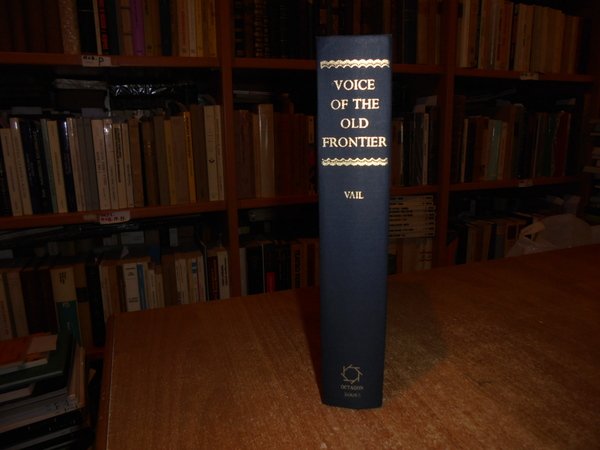 VOICE
OF THE
OLD
FRONTIER
VAIL
OCTAGON
BOOKS